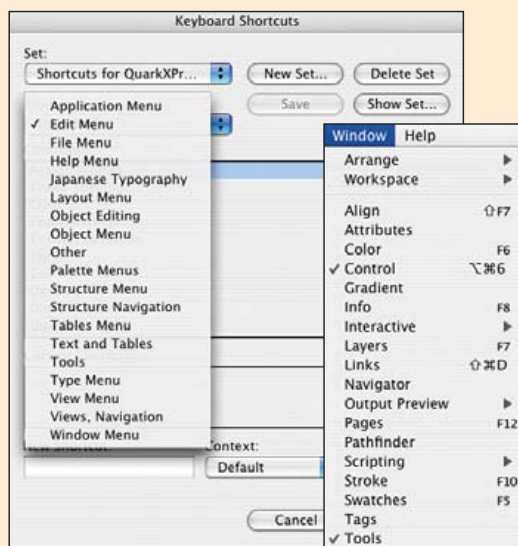 Keyboard Shortcuts
Set:
Shortcuts for QuarkXPr...
New Set...
Delete Set
Save
Show Set...
Application Menu
✓ Edit Menu
File Menu
Help Menu
Japanese Typography
Layout Menu
Object Editing
Object Menu
Other
Palette Menus
Structure Menu
Structure Navigation
Tables Menu
Text and Tables
Tools
Type Menu
View Menu
Views, Navigation
Window Menu
Context:
Default
Cancel
Window Help
Arrange
Workspace
Align ⇧F7
Attributes
Color F6
✓ Control ⌥⌘6
Gradient
Info F8
Interactive
Layers F7
Links ⇧⌘D
Navigator
Output Preview
Pages F12
Pathfinder
Scripting
Stroke F10
Swatches F5
Tags
✓ Tools